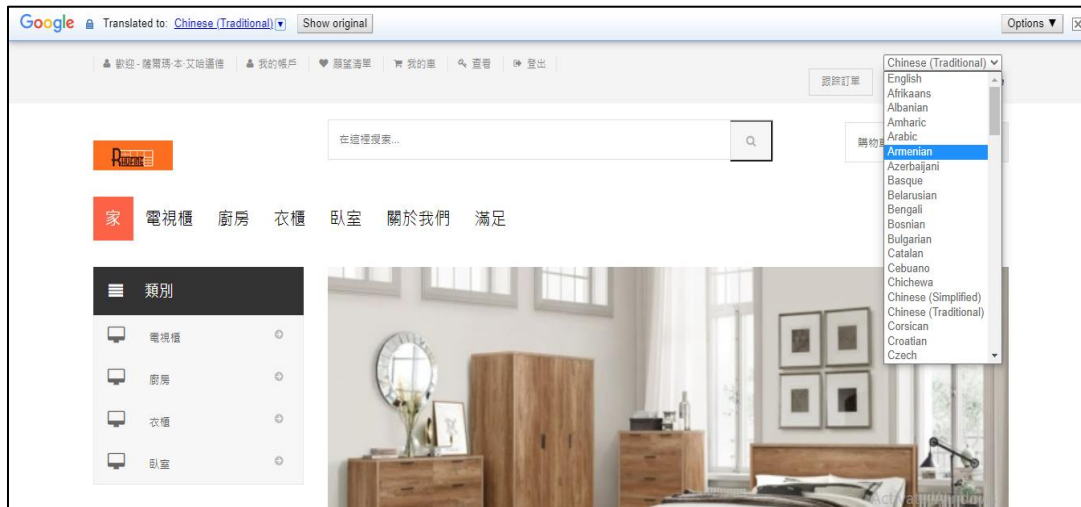 Google Translated to: Chinese (Traditional) Show original Options ▼
歡迎 - 薩爾瑪·本·艾哈邁德 我的帳戶 願望清單 我的車 查看 登出
Chinese (Traditional)
跟踪訂單
English
Afrikaans
Albanian
Amharic
Arabic
Armenian
Azerbaijani
Basque
Belarusian
Bengali
Bosnian
Bulgarian
Catalan
Cebuano
Chichewa
Chinese (Simplified)
Chinese (Traditional)
Corsican
Croatian
Czech
在這裡搜索...
購物
家 電視櫃 廚房 衣櫃 臥室 關於我們 滿足
類別
電視櫃
廚房
衣櫃
臥室